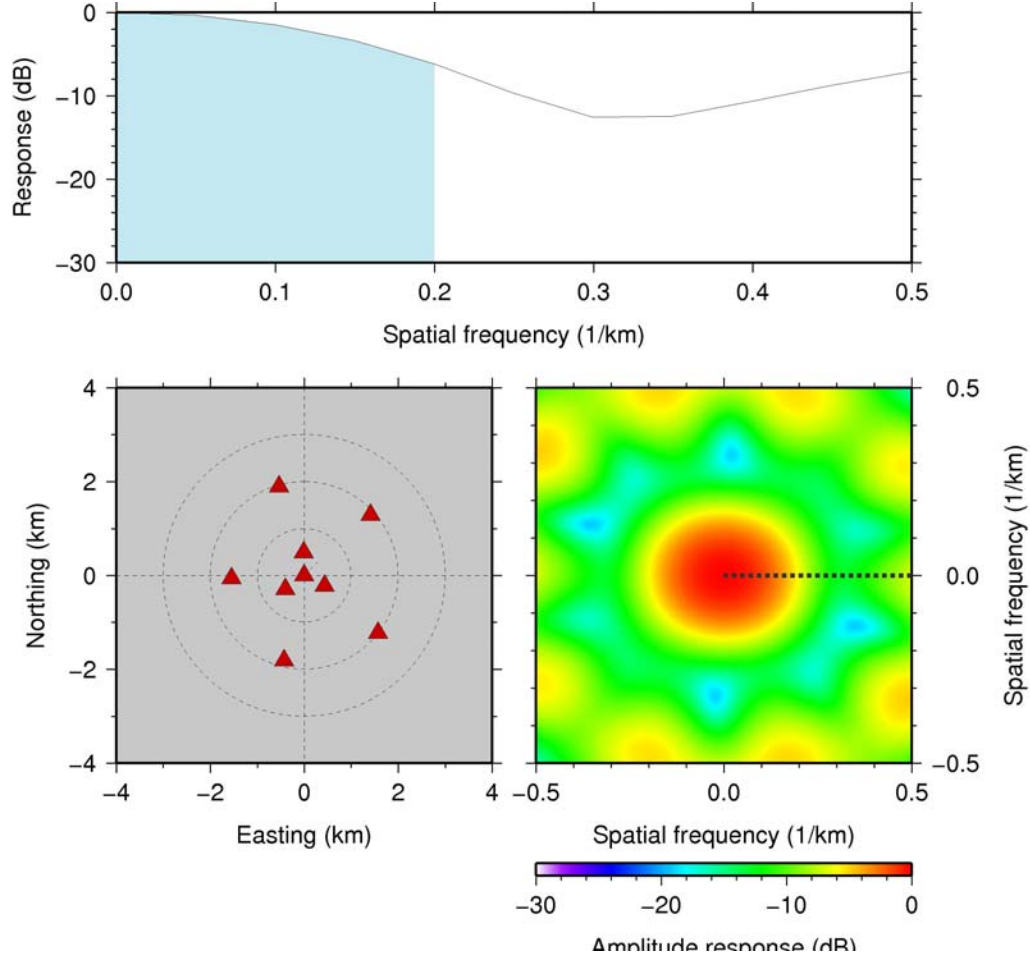 0
−10
−20
−30
Response (dB)
0.0 0.1 0.2 0.3 0.4 0.5
Spatial frequency (1/km)
4
2
0
−2
−4
Northing (km)
−4 −2 0 2 4
Easting (km)
0.5
0.0
−0.5
Spatial frequency (1/km)
−0.5 0.0 0.5
Spatial frequency (1/km)
−30 −20 −10 0
Amplitude response (dB)